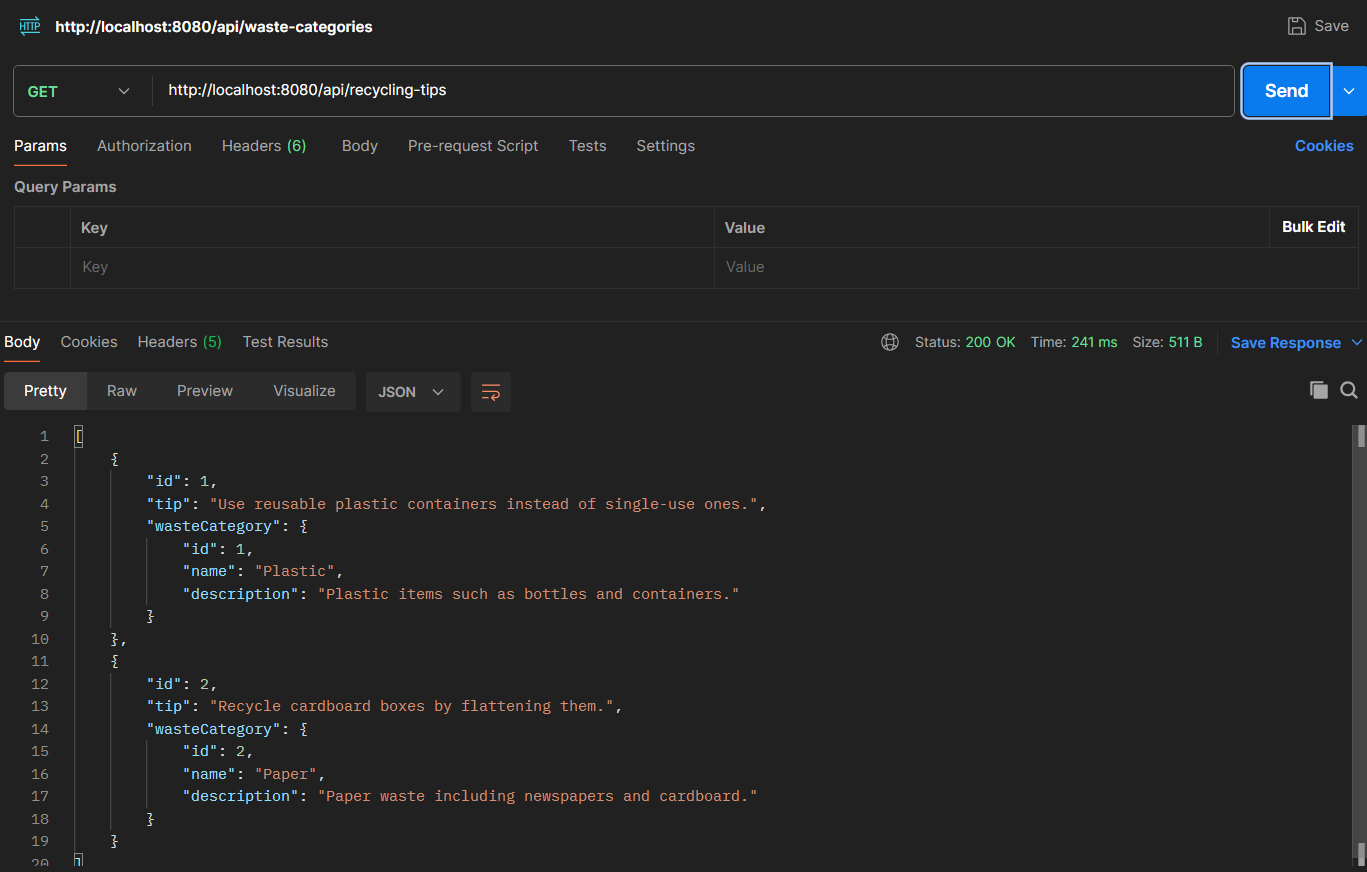 HTTP http://localhost:8080/api/waste-categories Save
GET http://localhost:8080/api/recycling-tips Send
Params Authorization Headers (6) Body Pre-request Script Tests Settings Cookies
Query Params
Key Value Bulk Edit
Key Value
Body Cookies Headers (5) Test Results Status: 200 OK Time: 241 ms Size: 511 B Save Response
Pretty Raw Preview Visualize JSON
1 [
2 {
3 "id": 1,
4 "tip": "Use reusable plastic containers instead of single-use ones.",
5 "wasteCategory": {
6 "id": 1,
7 "name": "Plastic",
8 "description": "Plastic items such as bottles and containers."
9 }
10 },
11 {
12 "id": 2,
13 "tip": "Recycle cardboard boxes by flattening them.",
14 "wasteCategory": {
15 "id": 2,
16 "name": "Paper",
17 "description": "Paper waste including newspapers and cardboard."
18 }
19 }
20 ]